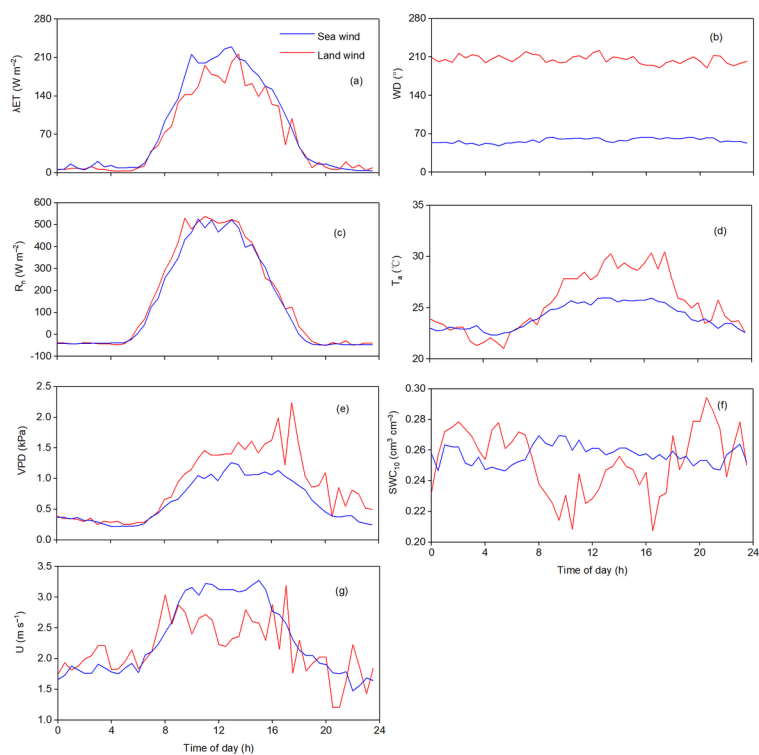 280
210
140
70
0
λET (W m⁻²)
Sea wind
Land wind
(a)
280
210
140
70
0
WD (°)
(b)
600
500
400
300
200
100
0
-100
Rₙ (W m⁻²)
(c)
35
30
25
20
Tₐ (℃)
(d)
2.5
2.0
1.5
1.0
0.5
0.0
VPD (kPa)
(e)
0.30
0.28
0.26
0.24
0.22
0.20
SWC₁₀ (cm³ cm⁻³)
(f)
0 4 8 12 16 20 24
Time of day (h)
3.5
3.0
2.5
2.0
1.5
1.0
U (m s⁻¹)
(g)
0 4 8 12 16 20 24
Time of day (h)